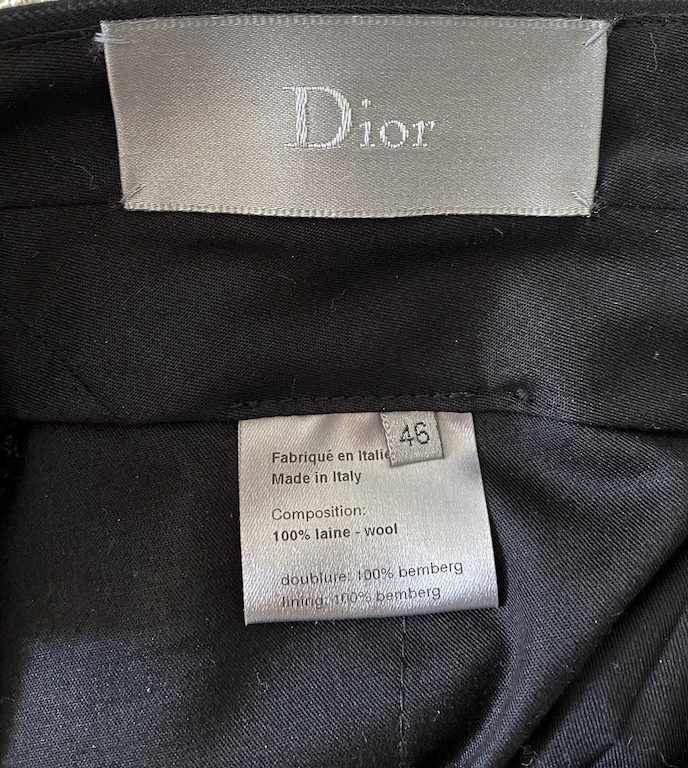 Dior
46
Fabriqué en Italie
Made in Italy
Composition:
100% laine - wool
doublure: 100% bemberg
lining: 100% bemberg